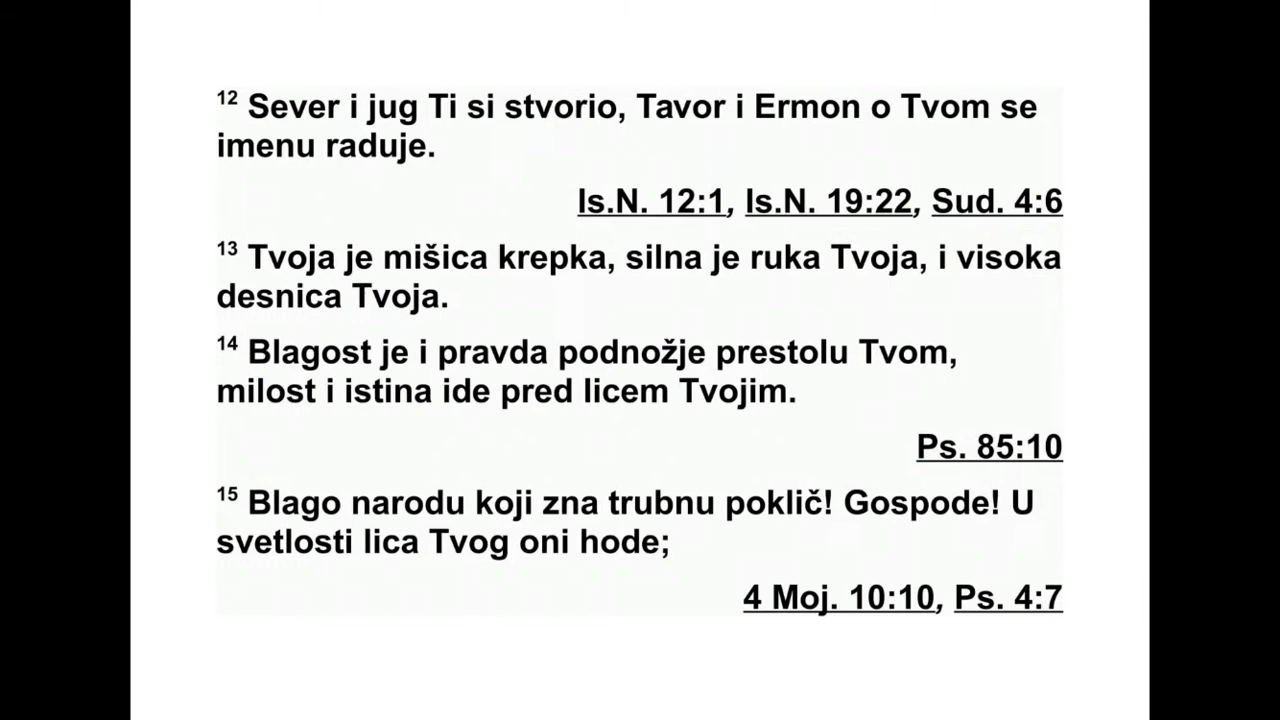 12 Sever i jug Ti si stvorio, Tavor i Ermon o Tvom se
imenu raduje.
Is.N. 12:1, Is.N. 19:22, Sud. 4:6
13 Tvoja je mišica krepka, silna je ruka Tvoja, i visoka
desnica Tvoja.
14 Blagost je i pravda podnožje prestolu Tvom,
milost i istina ide pred licem Tvojim.
Ps. 85:10
15 Blago narodu koji zna trubnu poklič! Gospode! U
svetlosti lica Tvog oni hode;
4 Moj. 10:10, Ps. 4:7